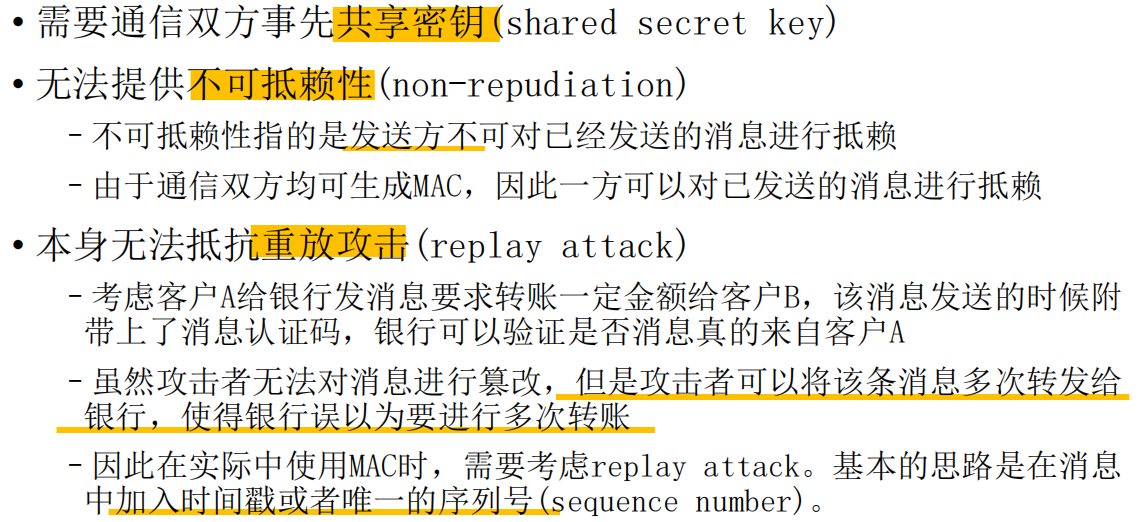 • 需要通信双方事先共享密钥(shared secret key)
• 无法提供不可抵赖性(non-repudiation)
– 不可抵赖性指的是发送方不可对已经发送的消息进行抵赖
– 由于通信双方均可生成MAC，因此一方可以对已发送的消息进行抵赖
• 本身无法抵抗重放攻击(replay attack)
– 考虑客户A给银行发消息要求转账一定金额给客户B，该消息发送的时候附
带上了消息认证码，银行可以验证是否消息真的来自客户A
– 虽然攻击者无法对消息进行篡改，但是攻击者可以将该条消息多次转发给
银行，使得银行误以为要进行多次转账
– 因此在实际中使用MAC时，需要考虑replay attack。基本的思路是在消息
中加入时间戳或者唯一的序列号(sequence number)。